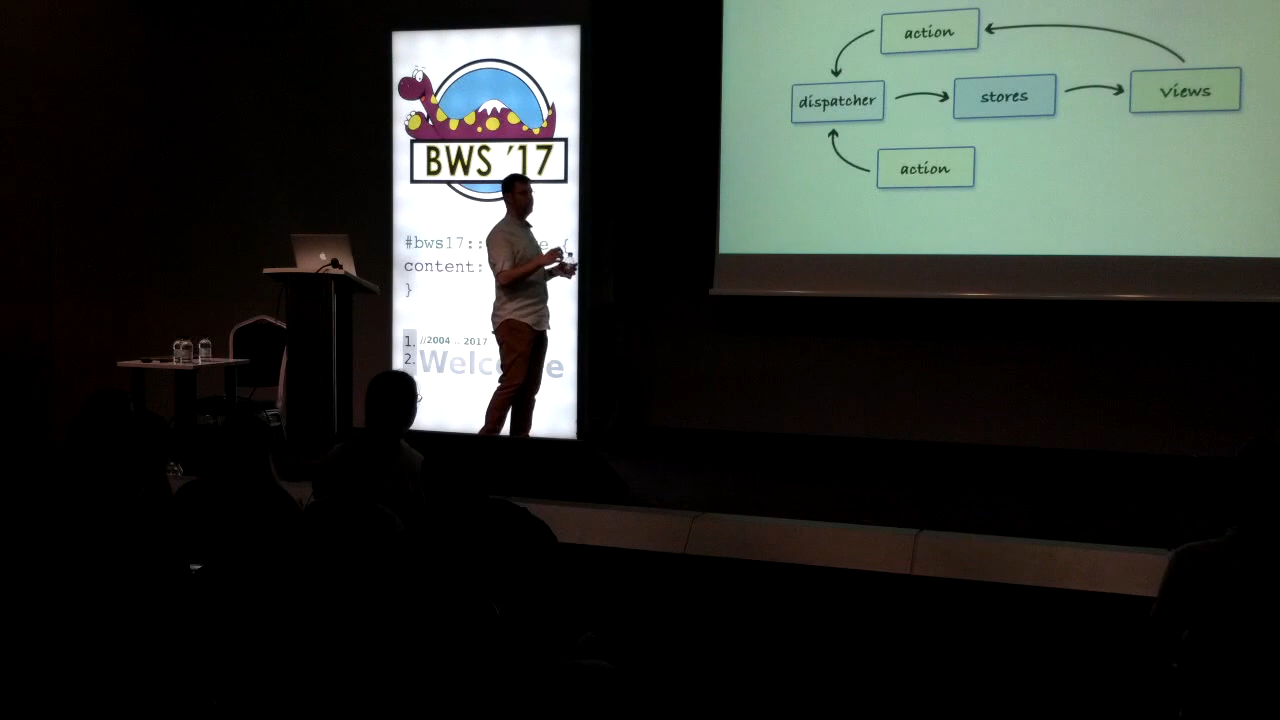 BWS '17
#bws17:: e {
content:
}
1. //2004 .. 2017
2. Welc e
action
dispatcher
stores
views
action